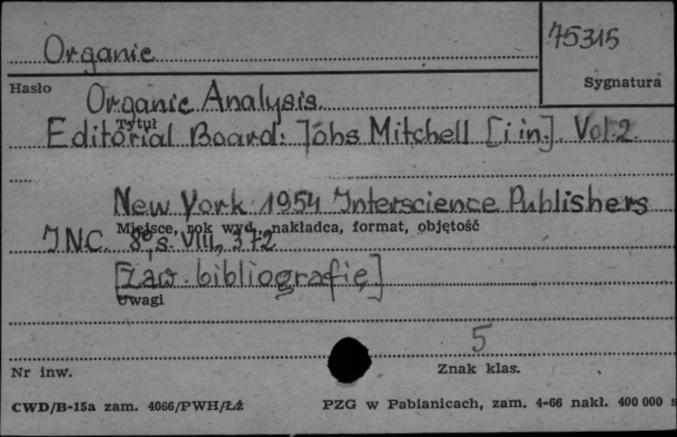 Organic
75315
Hasło
Sygnatura
Organic Analysis.
Tytuł
Editorial Board: Johs Mitchell [i in.]. Vol. 2.
New York 1954 Interscience Publishers
Miejsce, rok wyd., nakładca, format, objętość
INC. 8°, s. VIII, 372
[zaw. bibliografię]
Uwagi
5
Nr inw.
Znak klas.
CWD/B-15a zam. 4066/PWH/Łź
PZG w Pabianicach, zam. 4-66 nakł. 400 000 s